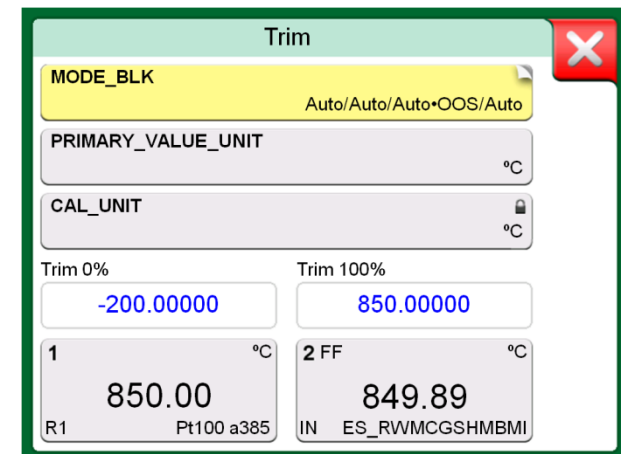 Trim
MODE_BLK
Auto/Auto/Auto•OOS/Auto
PRIMARY_VALUE_UNIT
ºC
CAL_UNIT
ºC
Trim 0% Trim 100%
-200.00000 850.00000
1 ºC 2 FF ºC
850.00 849.89
R1 Pt100 a385 IN ES_RWMCGSHMBMI